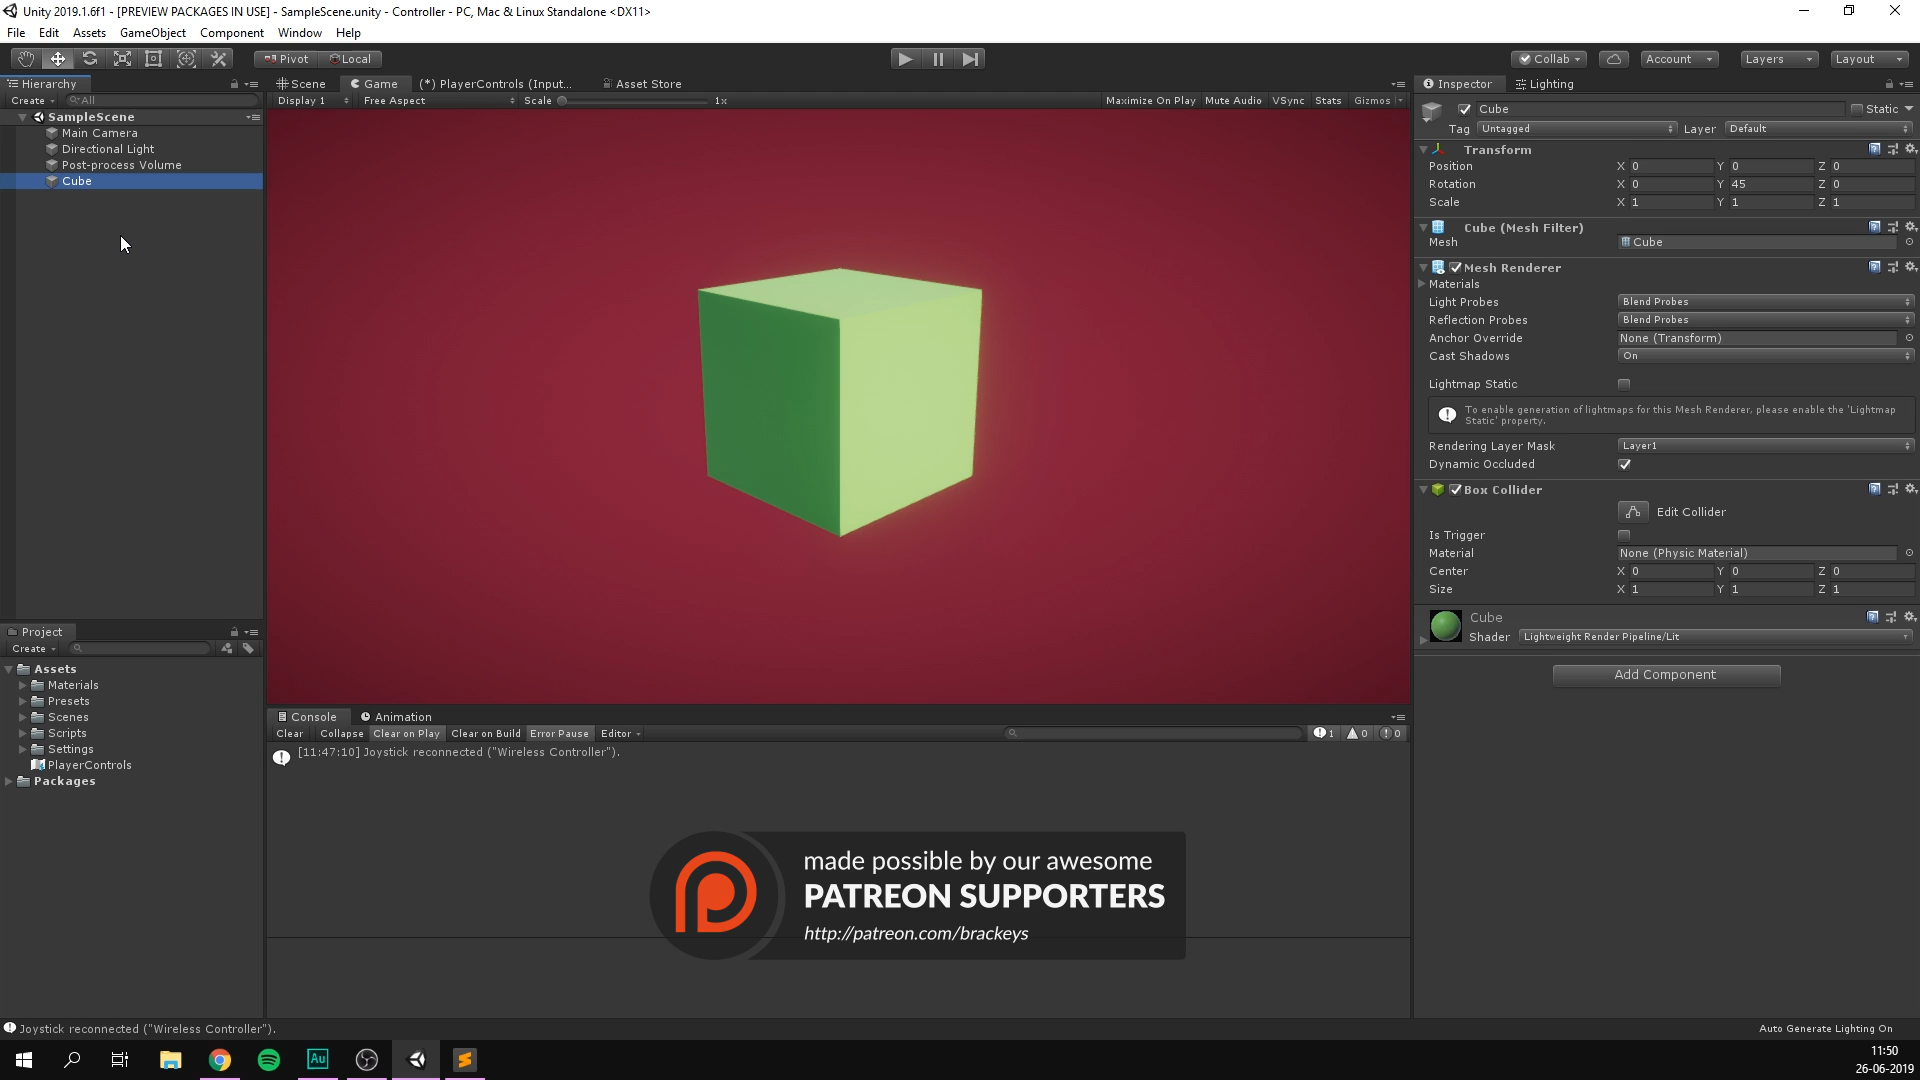 Unity 2019.1.6f1 - [PREVIEW PACKAGES IN USE] - SampleScene.unity - Controller - PC, Mac & Linux Standalone <DX11>
File Edit Assets GameObject Component Window Help
Pivot Local
Collab Account Layers Layout
Hierarchy
Create All
SampleScene
Main Camera
Directional Light
Post-process Volume
Cube
Scene Game (*) PlayerControls (Input... Asset Store
Display 1 Free Aspect Scale 1x Maximize On Play Mute Audio VSync Stats Gizmos
Inspector Lighting
Cube Static
Tag Untagged Layer Default
Transform
Position X 0 Y 0 Z 0
Rotation X 0 Y 45 Z 0
Scale X 1 Y 1 Z 1
Cube (Mesh Filter)
Mesh Cube
Mesh Renderer
Materials
Light Probes Blend Probes
Reflection Probes Blend Probes
Anchor Override None (Transform)
Cast Shadows On
Lightmap Static
To enable generation of lightmaps for this Mesh Renderer, please enable the 'Lightmap
Static' property.
Rendering Layer Mask Layer1
Dynamic Occluded
Box Collider
Edit Collider
Is Trigger
Material None (Physic Material)
Center X 0 Y 0 Z 0
Size X 1 Y 1 Z 1
Cube
Shader Lightweight Render Pipeline/Lit
Add Component
Project
Create
Assets
Materials
Presets
Scenes
Scripts
Settings
PlayerControls
Packages
Console Animation
Clear Collapse Clear on Play Clear on Build Error Pause Editor 1 0 0
[11:47:10] Joystick reconnected ("Wireless Controller").
made possible by our awesome
PATREON SUPPORTERS
http://patreon.com/brackeys
Joystick reconnected ("Wireless Controller").
Auto Generate Lighting On
Au
11:50
26-06-2019